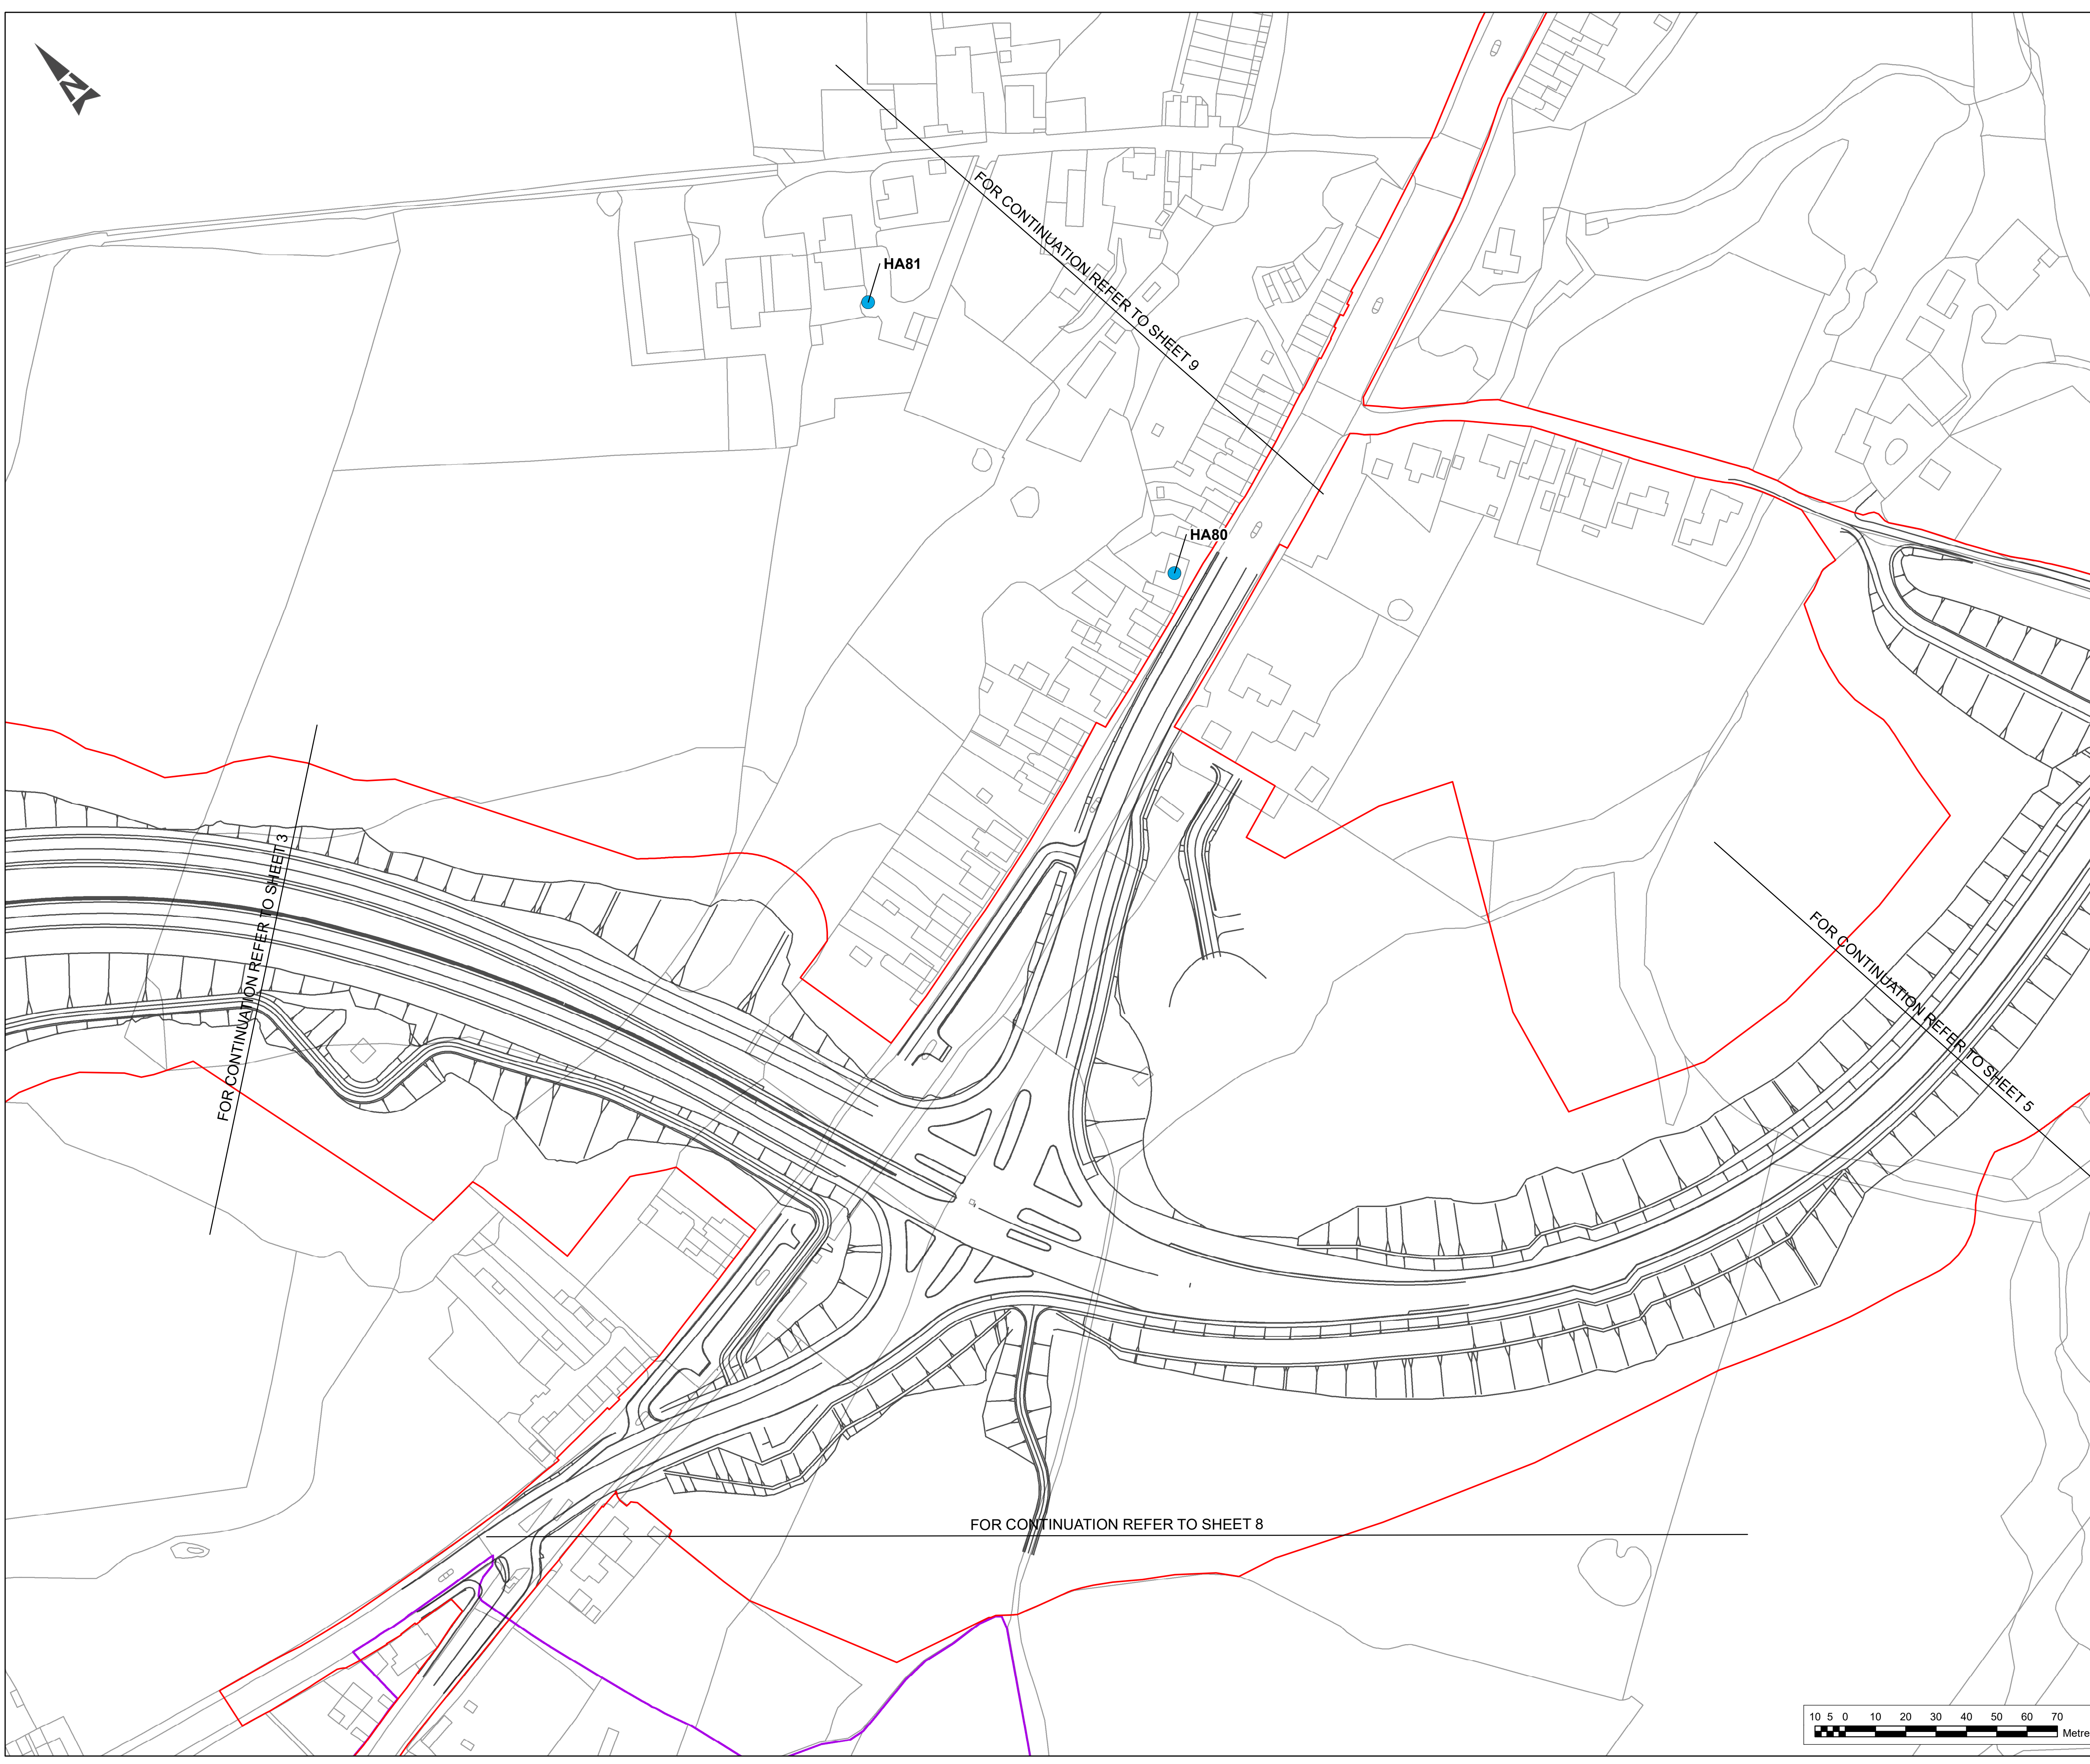 N
FOR CONTINUATION REFER TO SHEET 9
HA81
HA80
FOR CONTINUATION REFER TO SHEET 3
FOR CONTINUATION REFER TO SHEET 5
FOR CONTINUATION REFER TO SHEET 8
10 5 0 10 20 30 40 50 60 70
Metre